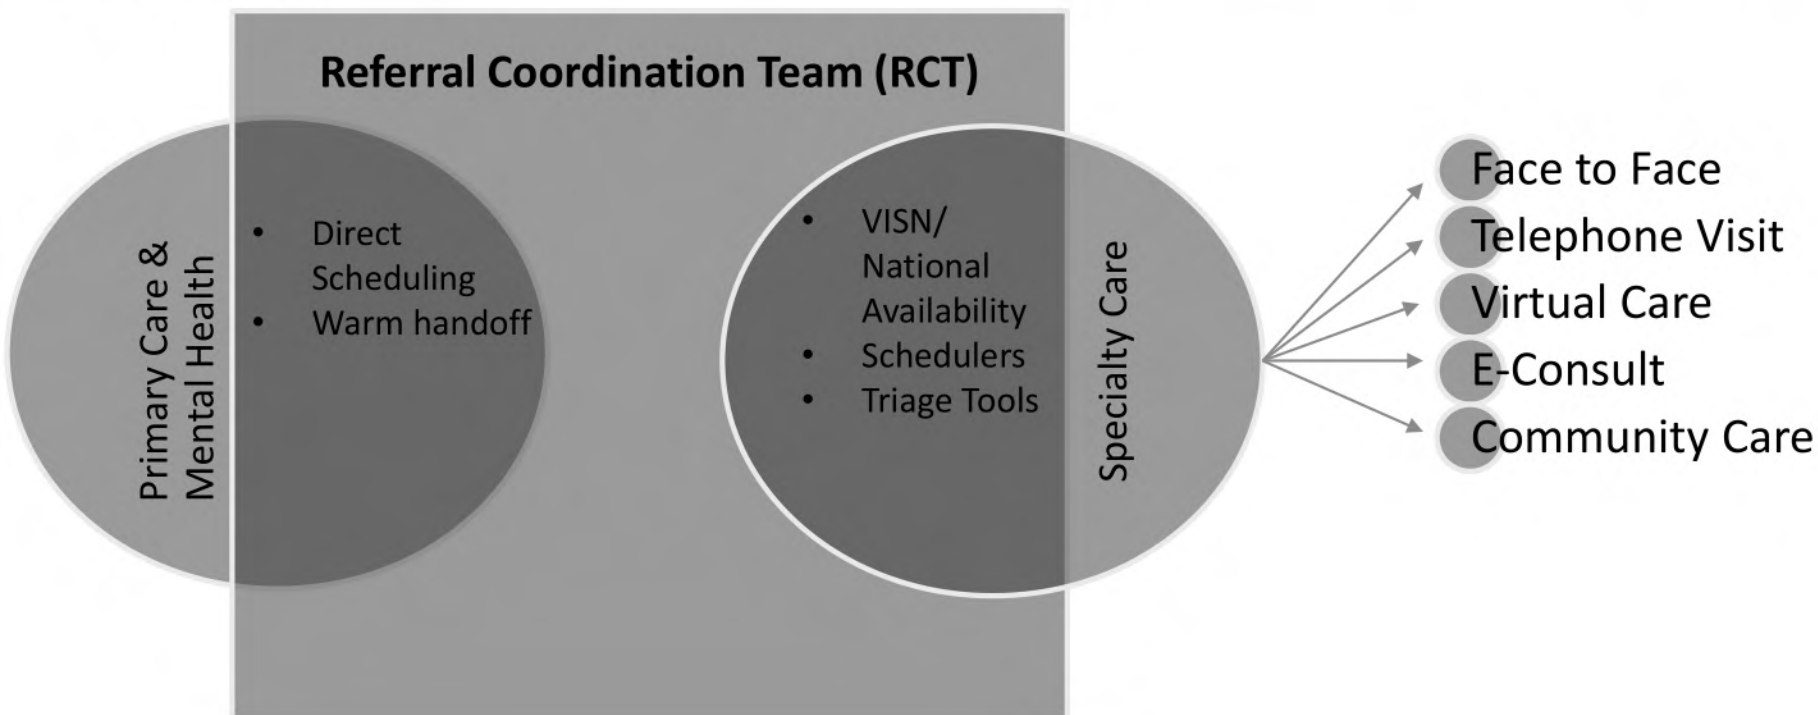 Referral Coordination Team (RCT)
Primary Care &
Mental Health
• Direct
Scheduling
• Warm handoff
• VISN/
National
Availability
• Schedulers
• Triage Tools
Specialty Care
Face to Face
Telephone Visit
Virtual Care
E-Consult
Community Care